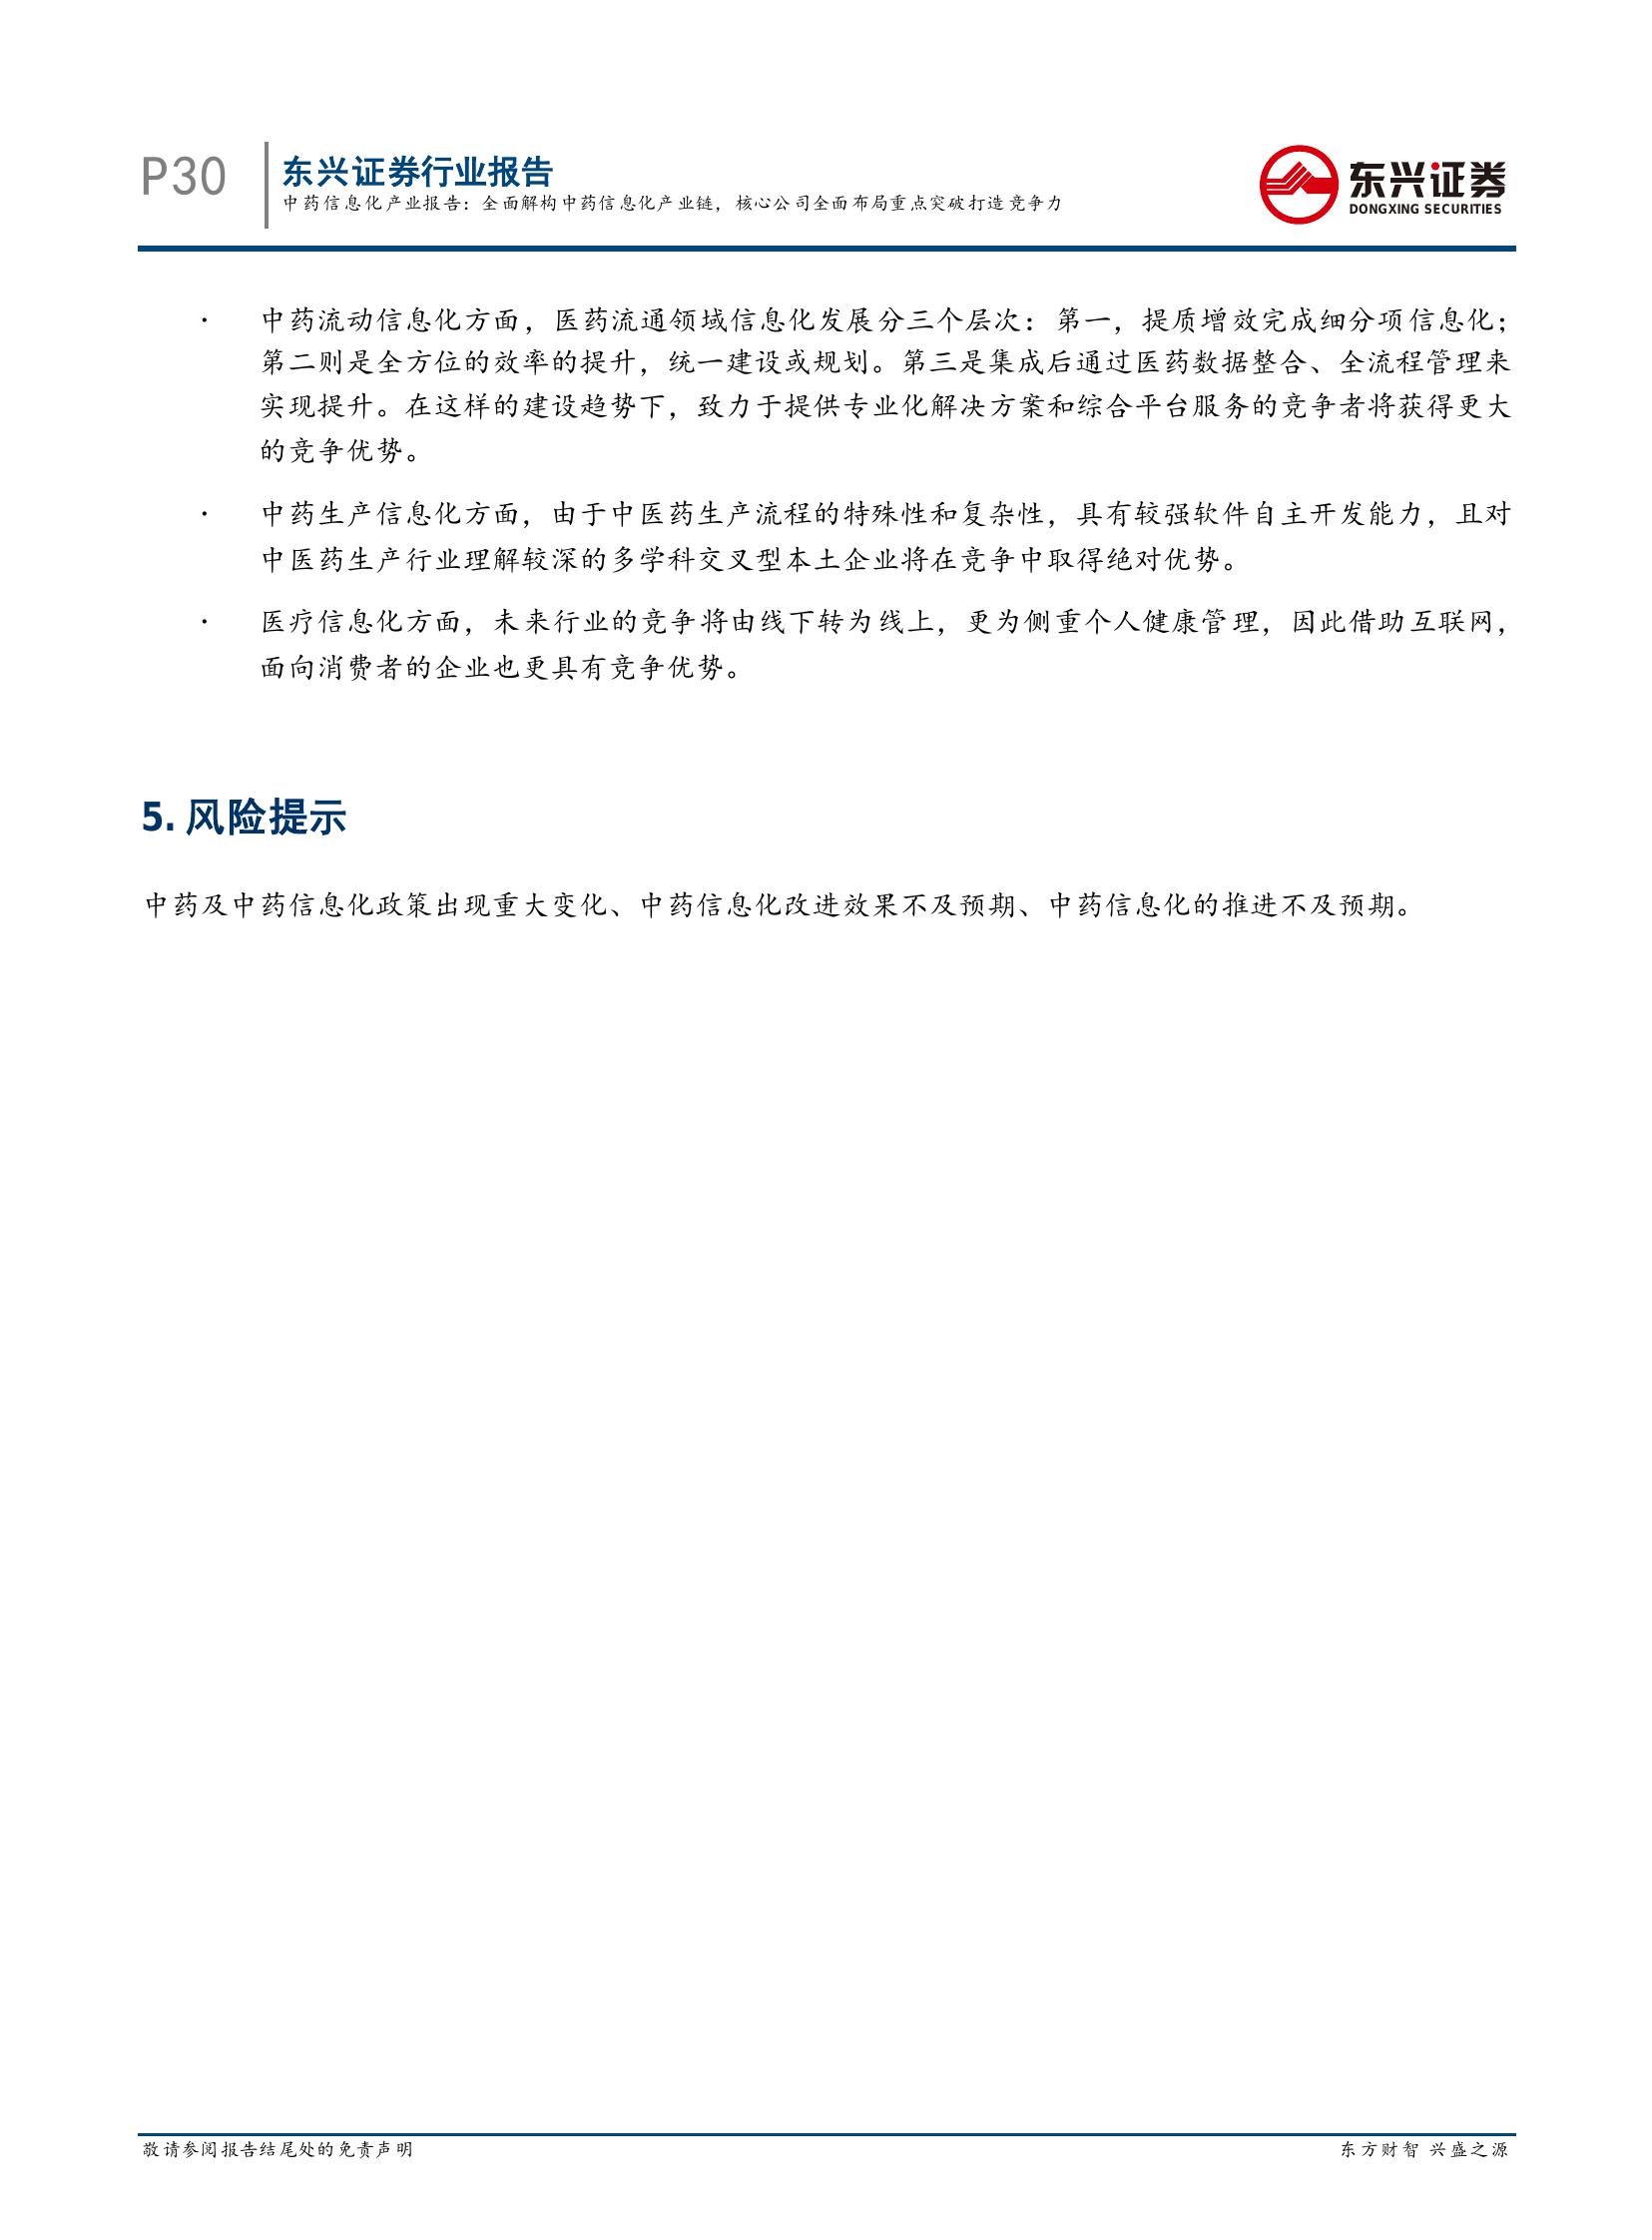 P30
东兴证券行业报告
中药信息化产业报告：全面解构中药信息化产业链，核心公司全面布局重点突破打造竞争力
东兴证券
DONGXING SECURITIES
· 中药流动信息化方面，医药流通领域信息化发展分三个层次：第一，提质增效完成细分项信息化；
第二则是全方位的效率的提升，统一建设或规划。第三是集成后通过医药数据整合、全流程管理来
实现提升。在这样的建设趋势下，致力于提供专业化解决方案和综合平台服务的竞争者将获得更大
的竞争优势。
· 中药生产信息化方面，由于中医药生产流程的特殊性和复杂性，具有较强软件自主开发能力，且对
中医药生产行业理解较深的多学科交叉型本土企业将在竞争中取得绝对优势。
· 医疗信息化方面，未来行业的竞争将由线下转为线上，更为侧重个人健康管理，因此借助互联网，
面向消费者的企业也更具有竞争优势。
5. 风险提示
中药及中药信息化政策出现重大变化、中药信息化改进效果不及预期、中药信息化的推进不及预期。
敬请参阅报告结尾处的免责声明
东方财智 兴盛之源